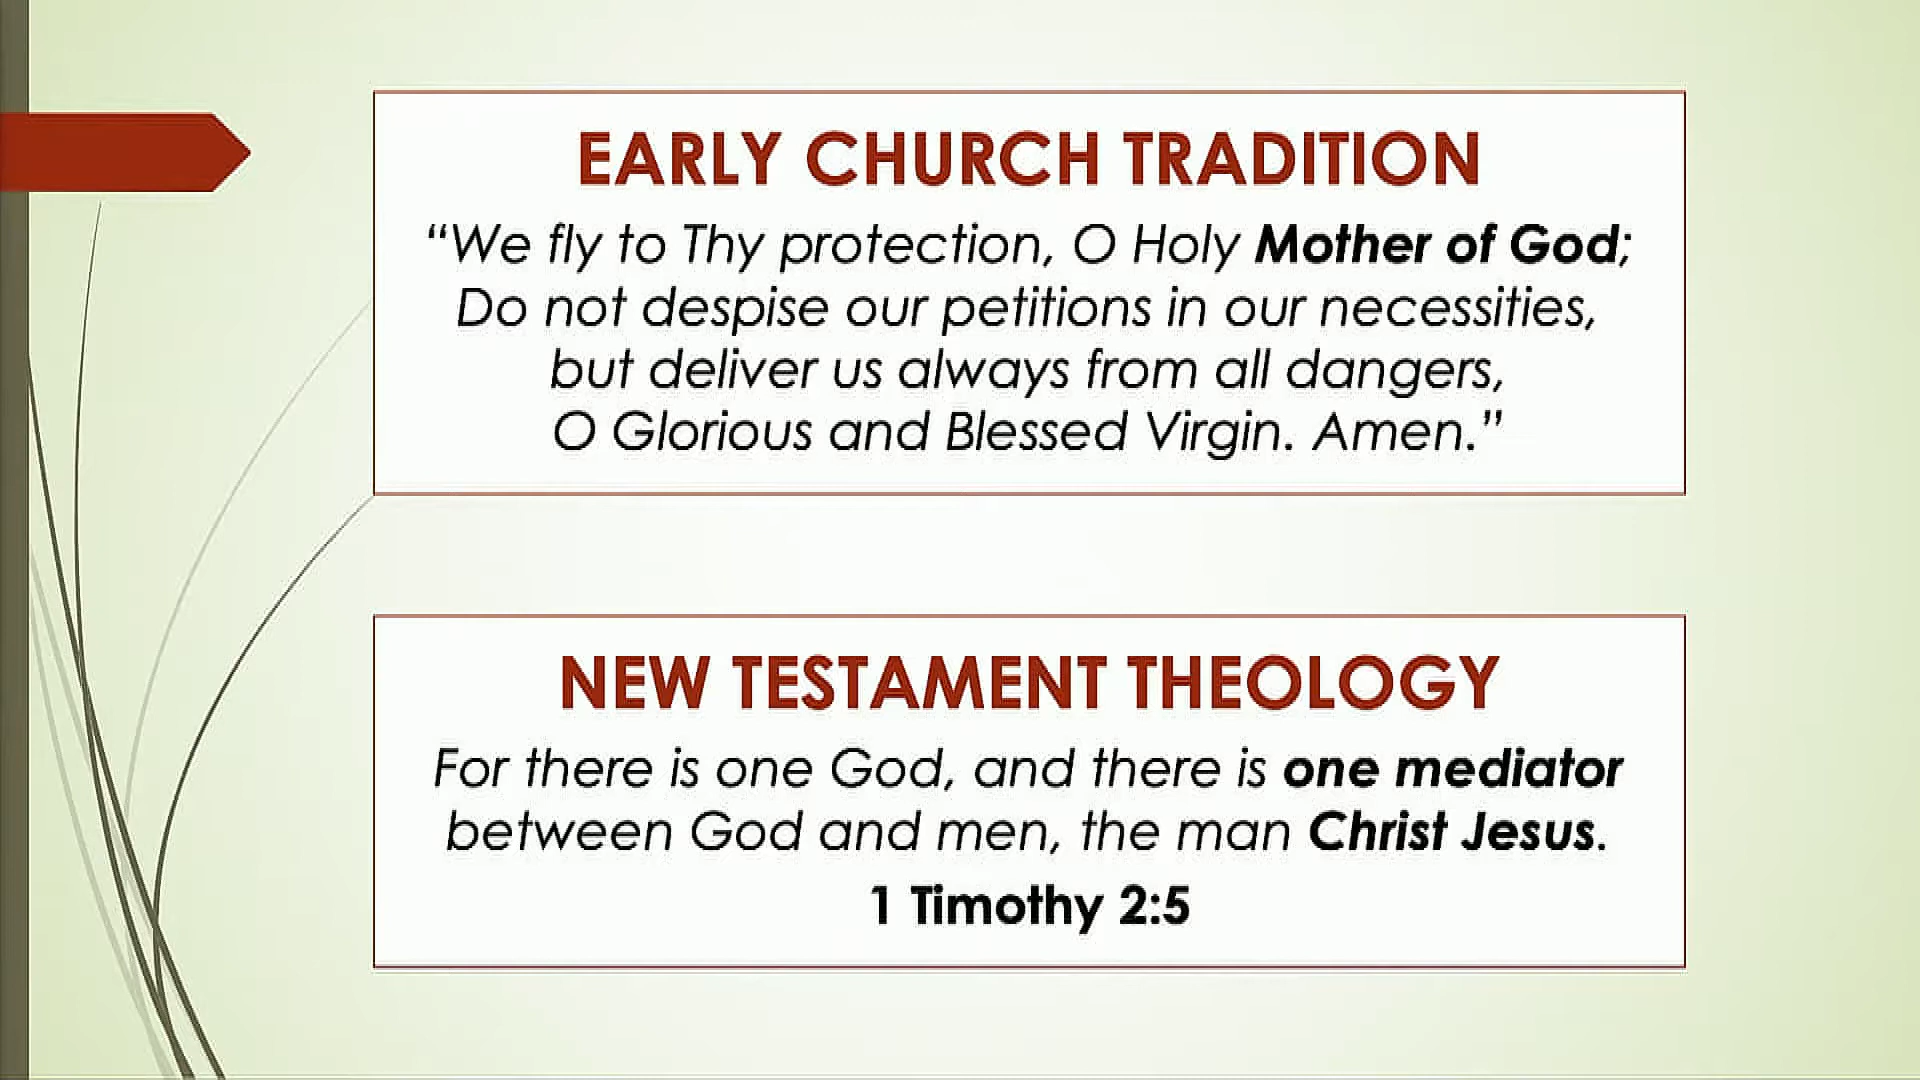 EARLY CHURCH TRADITION
“We fly to Thy protection, O Holy Mother of God;
Do not despise our petitions in our necessities,
but deliver us always from all dangers,
O Glorious and Blessed Virgin. Amen.”
NEW TESTAMENT THEOLOGY
For there is one God, and there is one mediator
between God and men, the man Christ Jesus.
1 Timothy 2:5